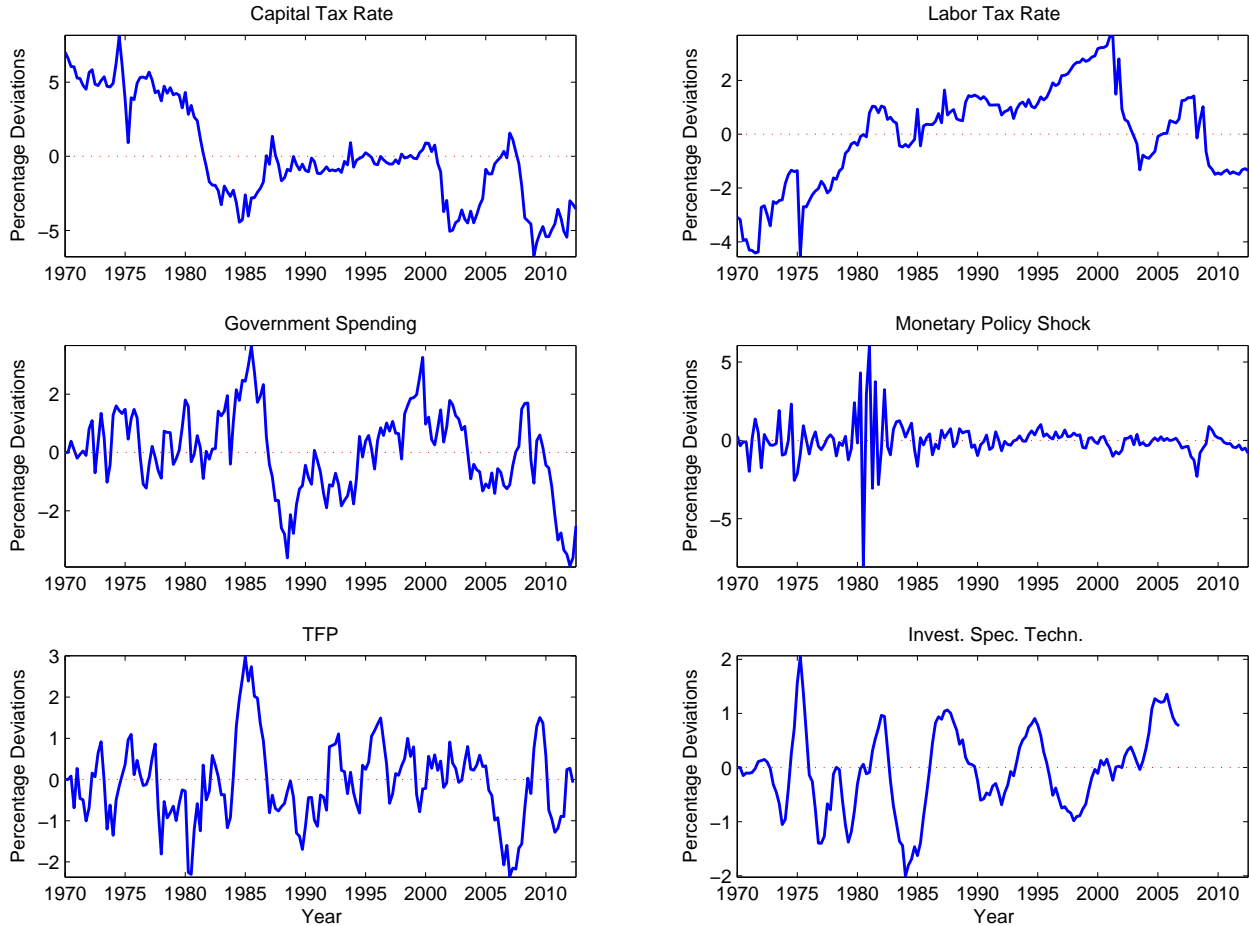 Capital Tax Rate
Percentage Deviations
5
0
−5
1970 1975 1980 1985 1990 1995 2000 2005 2010
Labor Tax Rate
Percentage Deviations
2
0
−2
−4
1970 1975 1980 1985 1990 1995 2000 2005 2010
Government Spending
Percentage Deviations
2
0
−2
1970 1975 1980 1985 1990 1995 2000 2005 2010
Monetary Policy Shock
Percentage Deviations
5
0
−5
1970 1975 1980 1985 1990 1995 2000 2005 2010
TFP
Percentage Deviations
3
2
1
0
−1
−2
1970 1975 1980 1985 1990 1995 2000 2005 2010
Year
Invest. Spec. Techn.
Percentage Deviations
2
1
0
−1
−2
1970 1975 1980 1985 1990 1995 2000 2005 2010
Year